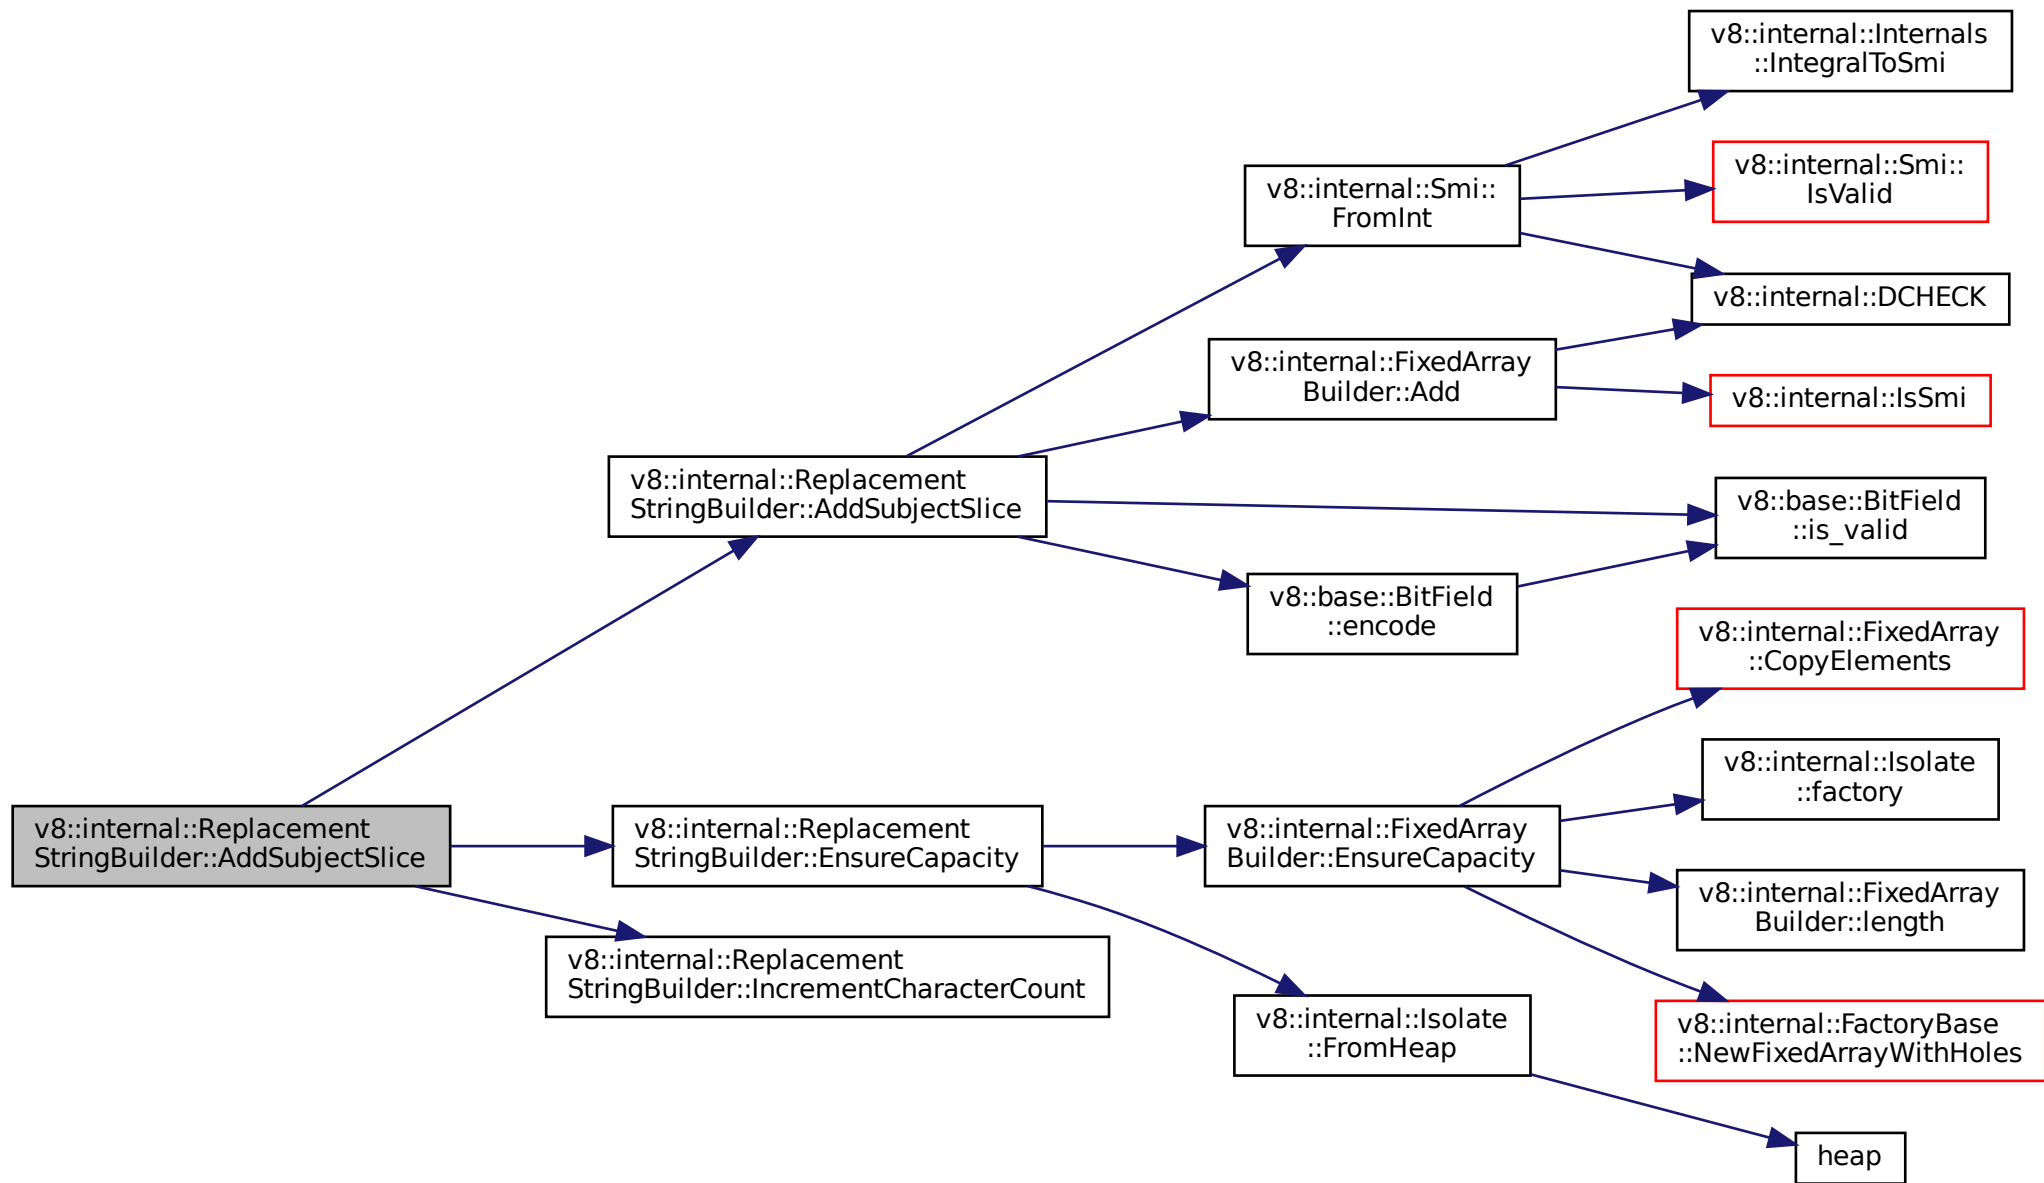 v8::internal::Internals
::IntegralToSmi
v8::internal::Smi::
IsValid
v8::internal::Smi::
FromInt
v8::internal::DCHECK
v8::internal::FixedArray
Builder::Add
v8::internal::IsSmi
v8::internal::Replacement
StringBuilder::AddSubjectSlice
v8::base::BitField
::is_valid
v8::base::BitField
::encode
v8::internal::FixedArray
::CopyElements
v8::internal::Isolate
::factory
v8::internal::Replacement
StringBuilder::AddSubjectSlice
v8::internal::Replacement
StringBuilder::EnsureCapacity
v8::internal::FixedArray
Builder::EnsureCapacity
v8::internal::FixedArray
Builder::length
v8::internal::Replacement
StringBuilder::IncrementCharacterCount
v8::internal::Isolate
::FromHeap
v8::internal::FactoryBase
::NewFixedArrayWithHoles
heap